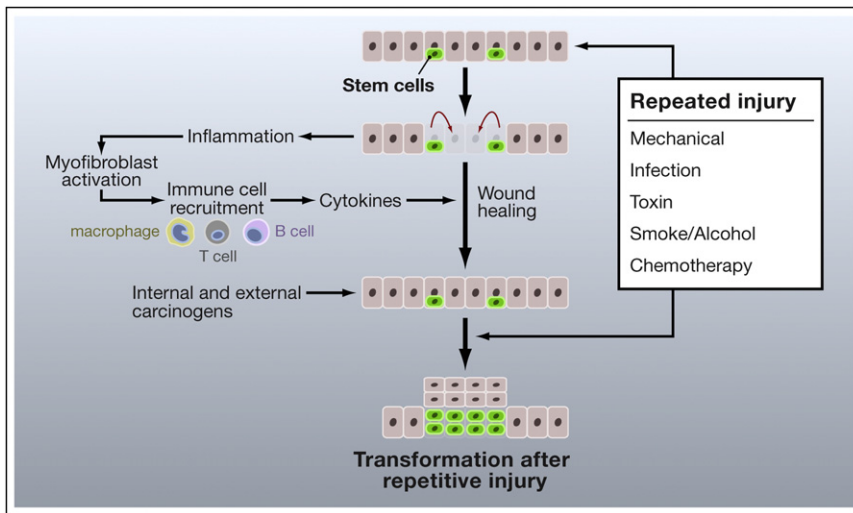 Stem cells
Repeated injury
Mechanical
Infection
Toxin
Smoke/Alcohol
Chemotherapy
Inflammation
Myofibroblast
activation
Immune cell
recruitment
Cytokines
Wound
healing
macrophage
T cell
B cell
Internal and external
carcinogens
Transformation after
repetitive injury